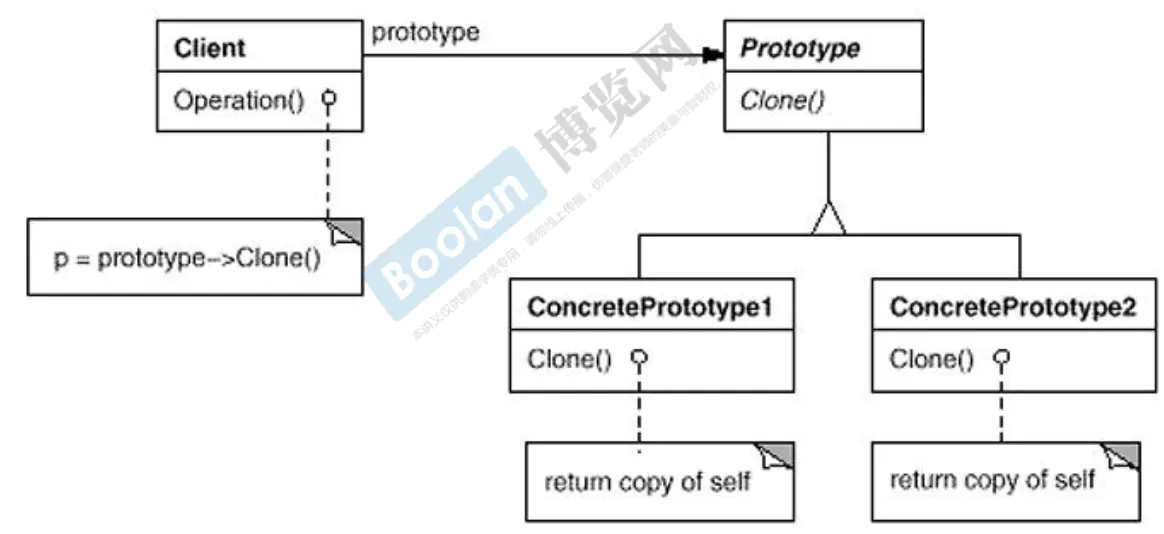 Client
prototype
Prototype
Operation()
Clone()
p = prototype->Clone()
ConcretePrototype1
ConcretePrototype2
Clone()
Clone()
return copy of self
return copy of self
Boolan 博览网